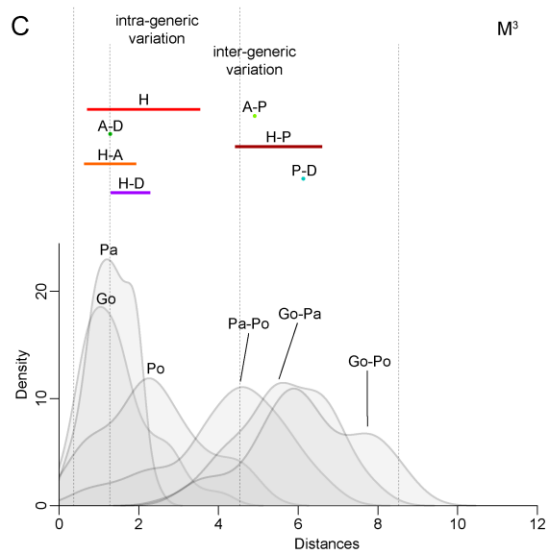 C
intra-generic
variation
M³
inter-generic
variation
H
A-P
A-D
H-P
H-A
P-D
H-D
Pa
Go
Po
Pa-Po
Go-Pa
Go-Po
Density
20
10
0
0 2 4 6 8 10 12
Distances